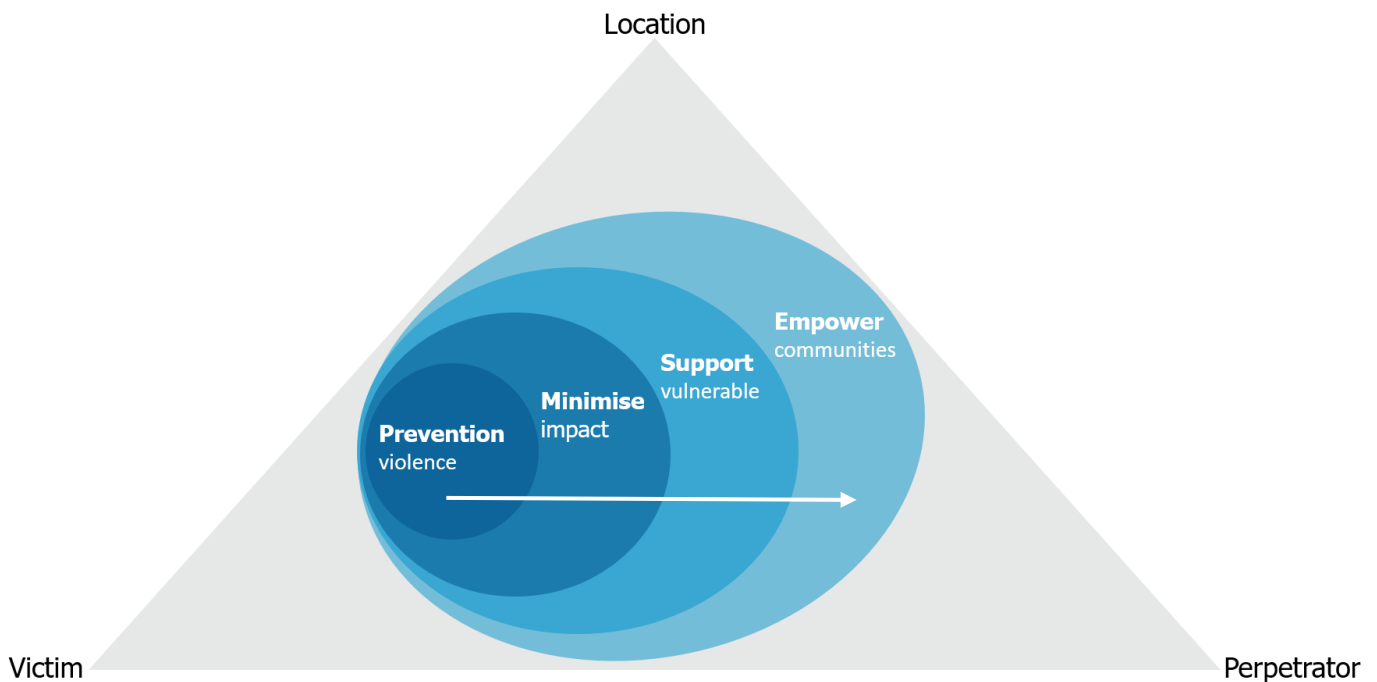 Location
Empower
communities
Support
vulnerable
Minimise
impact
Prevention
violence
Victim
Perpetrator